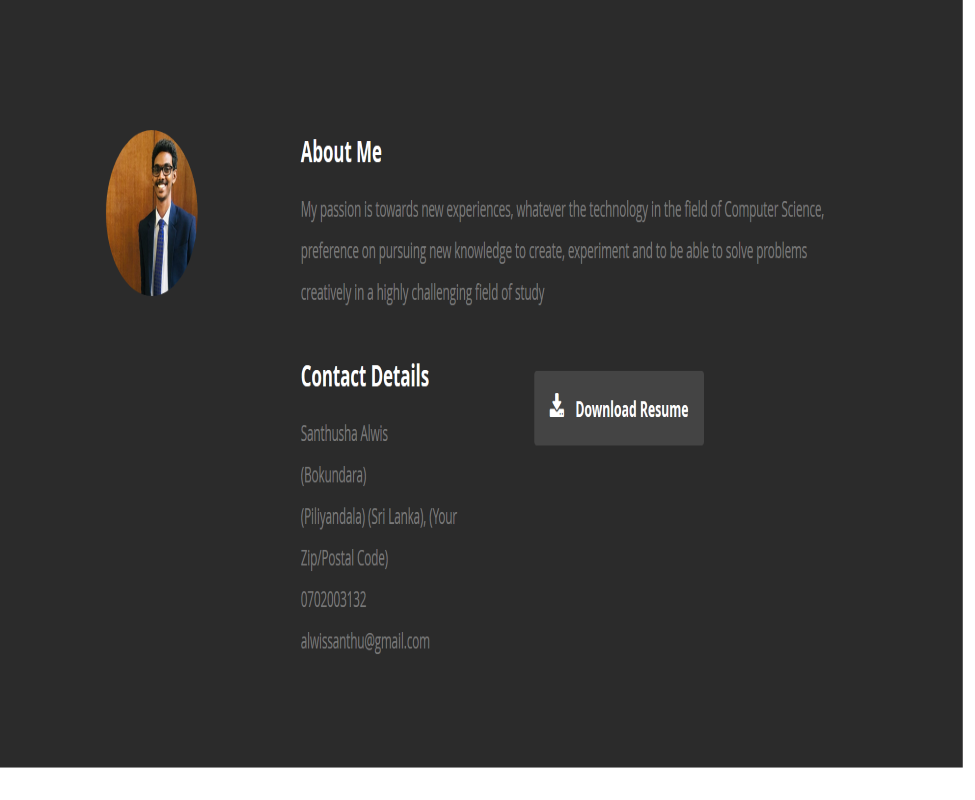 About Me
My passion is towards new experiences, whatever the technology in the field of Computer Science,
preference on pursuing new knowledge to create, experiment and to be able to solve problems
creatively in a highly challenging field of study
Contact Details
Download Resume
Santhusha Alwis
(Bokundara)
(Piliyandala) (Sri Lanka), (Your
Zip/Postal Code)
0702003132
alwissanthu@gmail.com